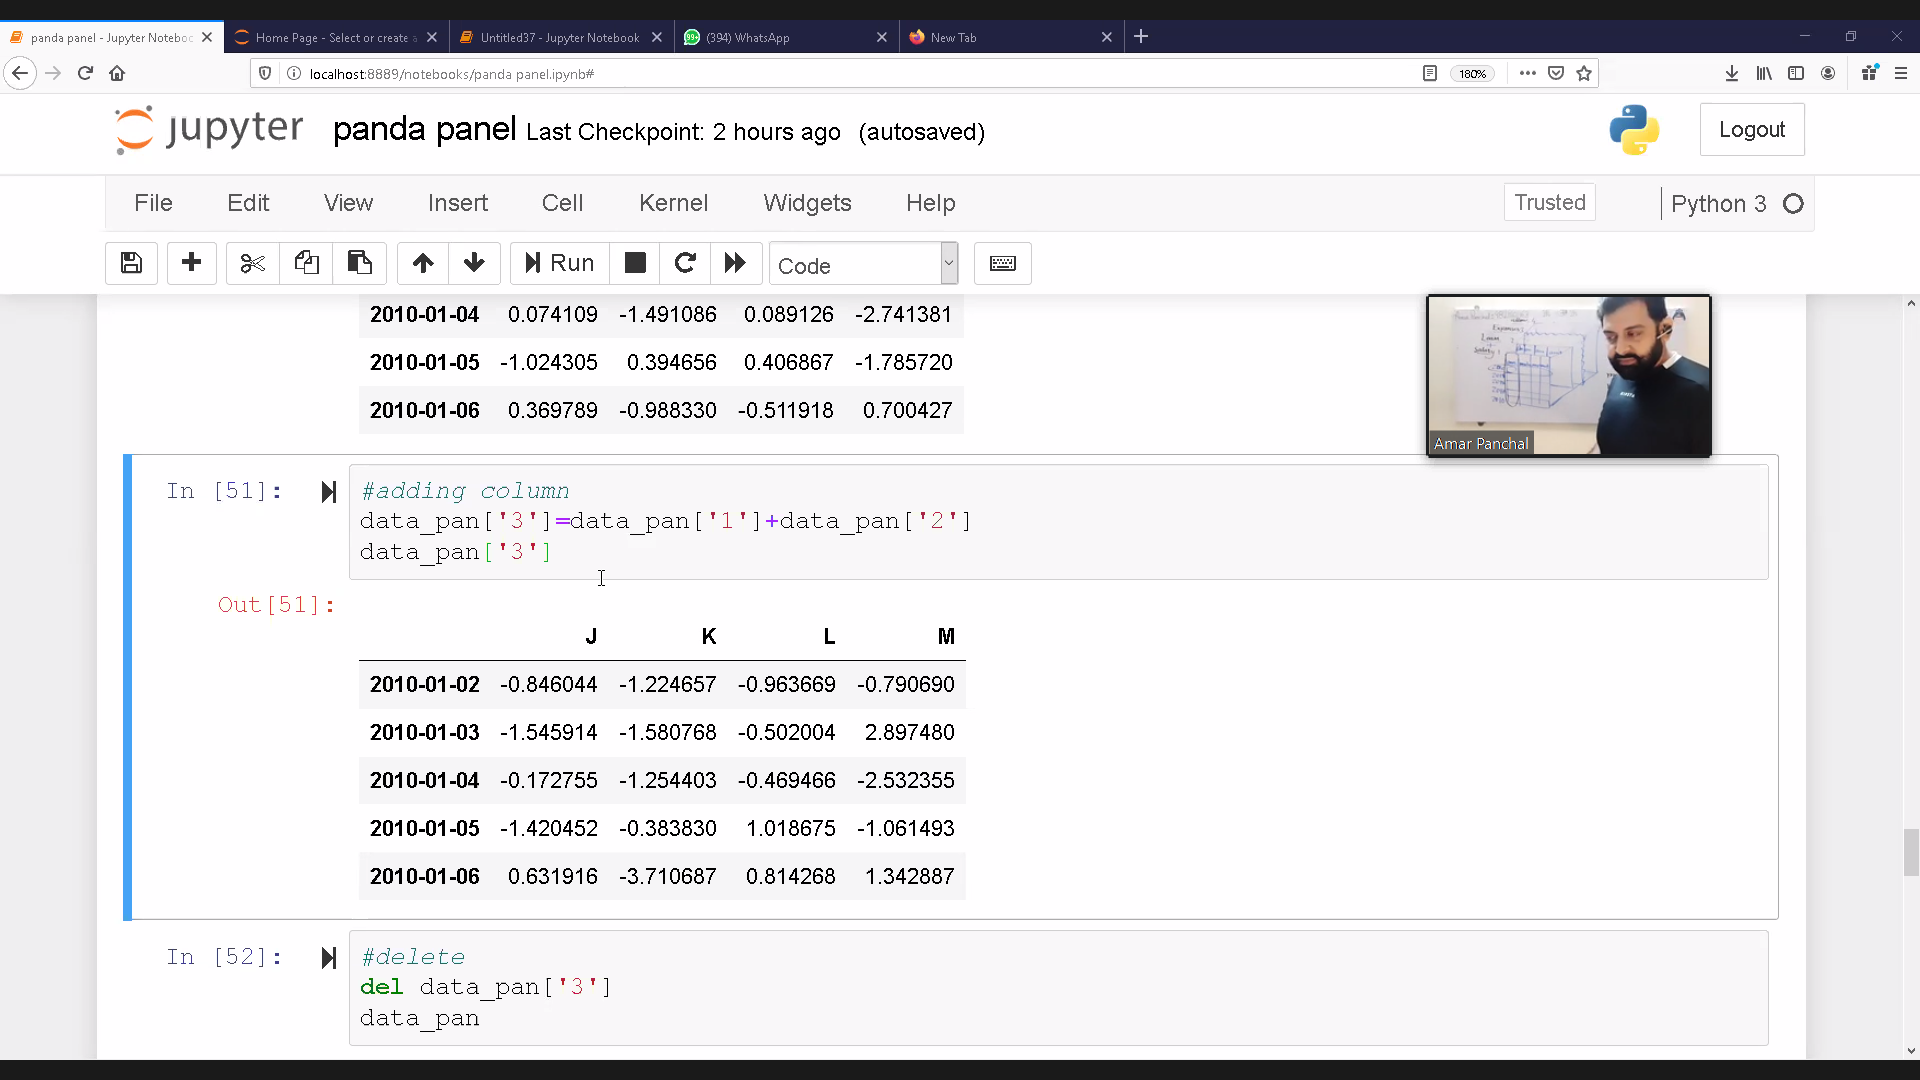 panda panel - Jupyter Noteboo
Home Page - Select or create a
Untitled37 - Jupyter Notebook
(394) WhatsApp
New Tab
localhost:8889/notebooks/panda panel.ipynb#
180%
jupyter
panda panel Last Checkpoint: 2 hours ago (autosaved)
Logout
File Edit View Insert Cell Kernel Widgets Help
Trusted
Python 3
Run
Code
2010-01-04 0.074109 -1.491086 0.089126 -2.741381
2010-01-05 -1.024305 0.394656 0.406867 -1.785720
2010-01-06 0.369789 -0.988330 -0.511918 0.700427
Amar Panchal
In [51]:
#adding column
data_pan['3']=data_pan['1']+data_pan['2']
data_pan['3']
Out[51]:
J K L M
2010-01-02 -0.846044 -1.224657 -0.963669 -0.790690
2010-01-03 -1.545914 -1.580768 -0.502004 2.897480
2010-01-04 -0.172755 -1.254403 -0.469466 -2.532355
2010-01-05 -1.420452 -0.383830 1.018675 -1.061493
2010-01-06 0.631916 -3.710687 0.814268 1.342887
In [52]:
#delete
del data_pan['3']
data_pan